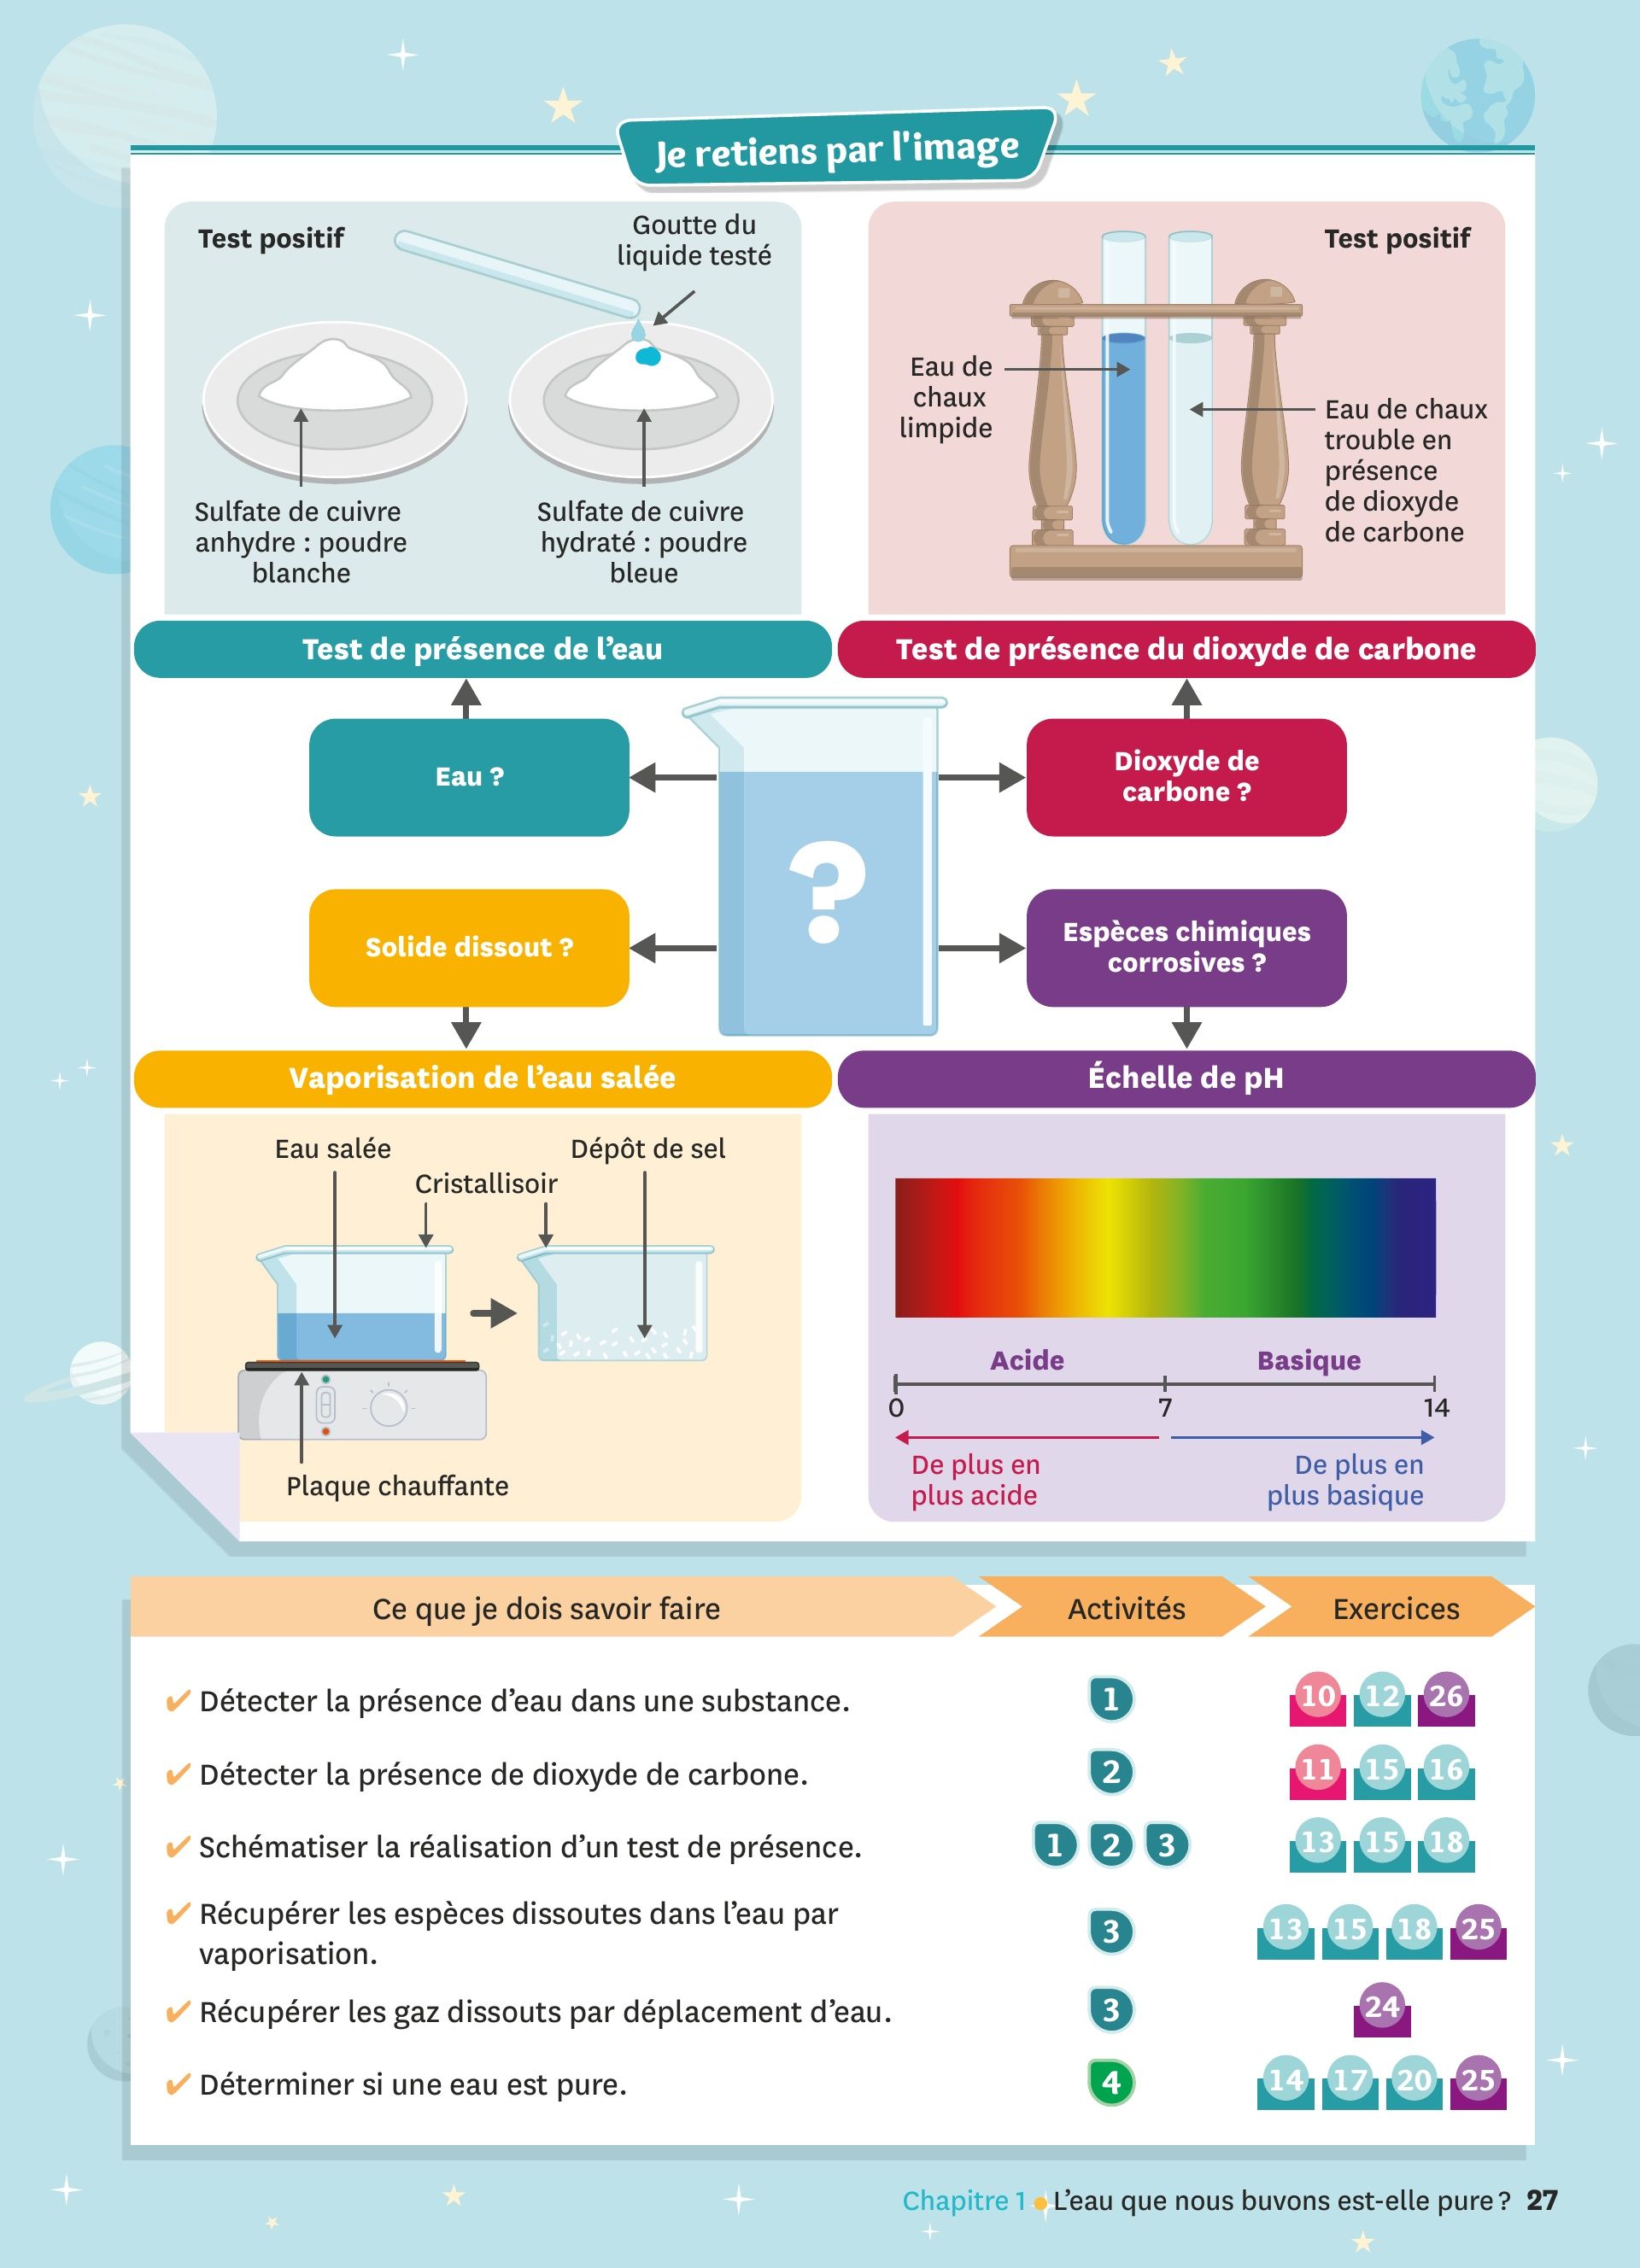 Je retiens par l'image
Test positif
Goutte du
liquide testé
Sulfate de cuivre
anhydre : poudre
blanche
Sulfate de cuivre
hydraté : poudre
bleue
Test positif
Eau de
chaux
limpide
Eau de chaux
trouble en
présence
de dioxyde
de carbone
Test de présence de l’eau
Test de présence du dioxyde de carbone
Eau ?
Dioxyde de
carbone ?
?
Solide dissout ?
Espèces chimiques
corrosives ?
Vaporisation de l’eau salée
Échelle de pH
Eau salée
Dépôt de sel
Cristallisoir
Plaque chauffante
Acide
Basique
0
7
14
De plus en
plus acide
De plus en
plus basique
Ce que je dois savoir faire
Activités
Exercices
✔ Détecter la présence d’eau dans une substance.
1
10 12 26
✔ Détecter la présence de dioxyde de carbone.
2
11 15 16
✔ Schématiser la réalisation d’un test de présence.
1 2 3
13 15 18
✔ Récupérer les espèces dissoutes dans l’eau par
vaporisation.
3
13 15 18 25
✔ Récupérer les gaz dissouts par déplacement d’eau.
3
24
✔ Déterminer si une eau est pure.
4
14 17 20 25
Chapitre 1 • L’eau que nous buvons est-elle pure ? 27